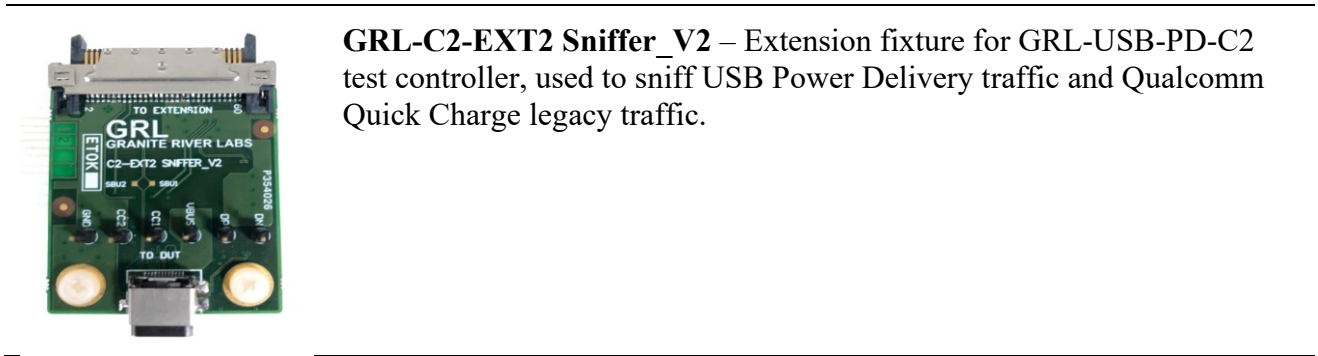 GRL-C2-EXT2 Sniffer_V2 – Extension fixture for GRL-USB-PD-C2
test controller, used to sniff USB Power Delivery traffic and Qualcomm
Quick Charge legacy traffic.
2
60
TO EXTENSION
GRL
GRANITE RIVER LABS
ETOK
C2-EXT2 SNIFFER_V2
SBU2
SBU1
P354026
GND
CC2
CC1
VBUS
DP
DN
TO DUT